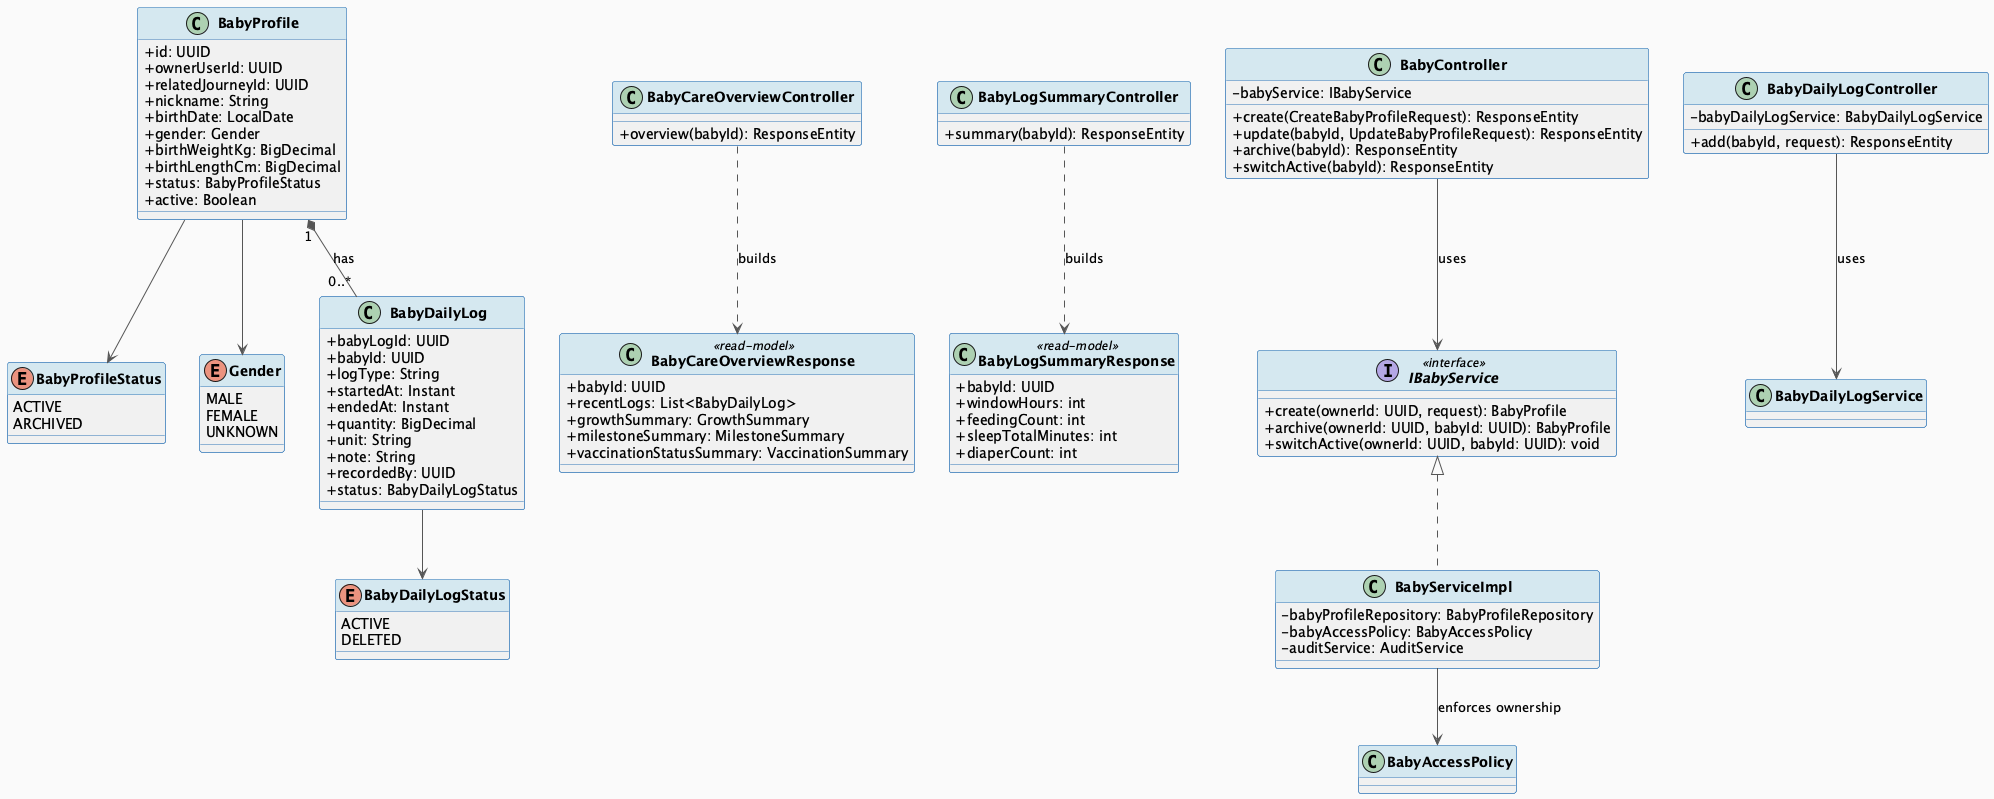 C BabyProfile
+id: UUID
+ownerUserId: UUID
+relatedJourneyId: UUID
+nickname: String
+birthDate: LocalDate
+gender: Gender
+birthWeightKg: BigDecimal
+birthLengthCm: BigDecimal
+status: BabyProfileStatus
+active: Boolean
C BabyCareOverviewController
+overview(babyId): ResponseEntity
C BabyLogSummaryController
+summary(babyId): ResponseEntity
C BabyController
-babyService: IBabyService
+create(CreateBabyProfileRequest): ResponseEntity
+update(babyId, UpdateBabyProfileRequest): ResponseEntity
+archive(babyId): ResponseEntity
+switchActive(babyId): ResponseEntity
C BabyDailyLogController
-babyDailyLogService: BabyDailyLogService
+add(babyId, request): ResponseEntity
1
has
0..*
builds
builds
uses
uses
E BabyProfileStatus
ACTIVE
ARCHIVED
E Gender
MALE
FEMALE
UNKNOWN
C BabyDailyLog
+babyLogId: UUID
+babyId: UUID
+logType: String
+startedAt: Instant
+endedAt: Instant
+quantity: BigDecimal
+unit: String
+note: String
+recordedBy: UUID
+status: BabyDailyLogStatus
«read-model»
C BabyCareOverviewResponse
+babyId: UUID
+recentLogs: List<BabyDailyLog>
+growthSummary: GrowthSummary
+milestoneSummary: MilestoneSummary
+vaccinationStatusSummary: VaccinationSummary
«read-model»
C BabyLogSummaryResponse
+babyId: UUID
+windowHours: int
+feedingCount: int
+sleepTotalMinutes: int
+diaperCount: int
«interface»
I IBabyService
+create(ownerId: UUID, request): BabyProfile
+archive(ownerId: UUID, babyId: UUID): BabyProfile
+switchActive(ownerId: UUID, babyId: UUID): void
C BabyDailyLogService
E BabyDailyLogStatus
ACTIVE
DELETED
C BabyServiceImpl
-babyProfileRepository: BabyProfileRepository
-babyAccessPolicy: BabyAccessPolicy
-auditService: AuditService
enforces ownership
C BabyAccessPolicy